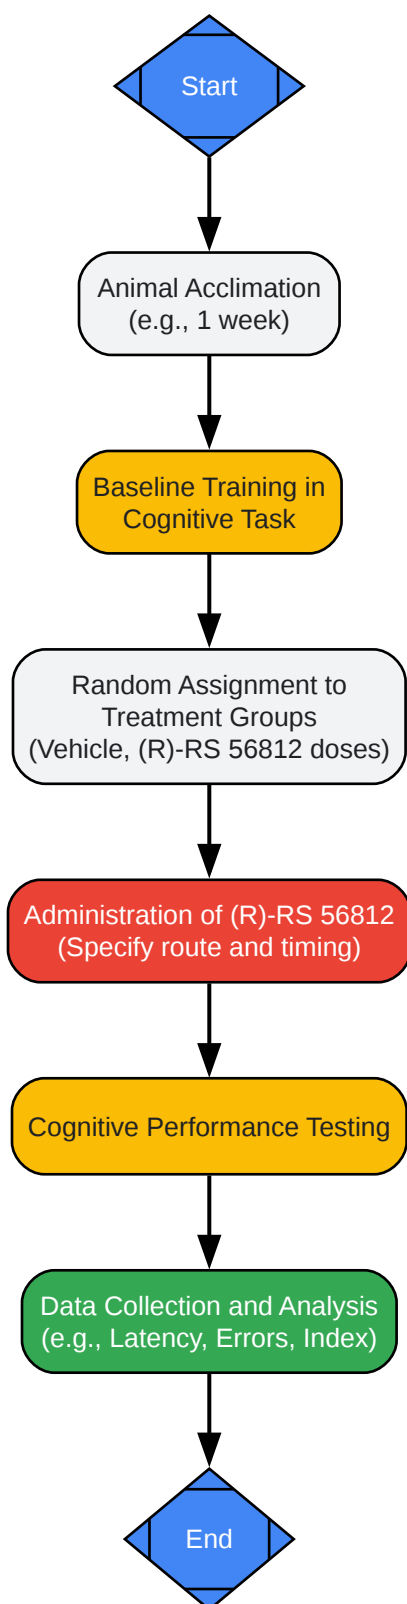 Start
Animal Acclimation
(e.g., 1 week)
Baseline Training in
Cognitive Task
Random Assignment to
Treatment Groups
(Vehicle, (R)-RS 56812 doses)
Administration of (R)-RS 56812
(Specify route and timing)
Cognitive Performance Testing
Data Collection and Analysis
(e.g., Latency, Errors, Index)
End